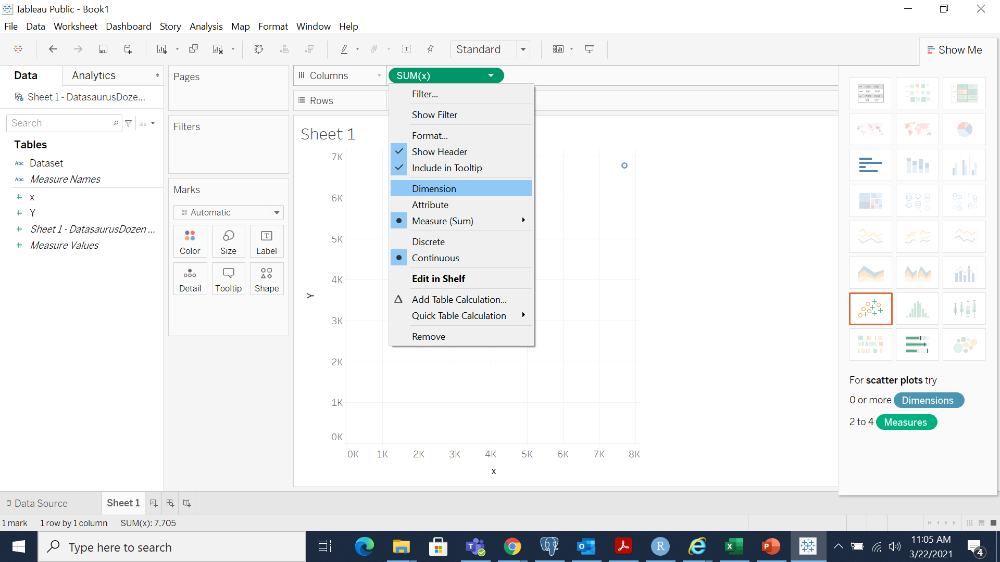 Tableau Public - Book1
File Data Worksheet Dashboard Story Analysis Map Format Window Help
Standard
Show Me
Data
Analytics
Sheet 1 - DatasaurusDoze...
Search
Tables
Abc Dataset
Abc Measure Names
# x
# Y
# Sheet 1 - DatasaurusDozen ...
# Measure Values
Pages
Filters
Marks
Automatic
Color
Size
Label
Detail
Tooltip
Shape
Columns
SUM(x)
Rows
Sheet 1
Filter...
Show Filter
Format...
Show Header
Include in Tooltip
Dimension
Attribute
Measure (Sum)
Discrete
Continuous
Edit in Shelf
Add Table Calculation...
Quick Table Calculation
Remove
7K
6K
5K
4K
3K
2K
1K
0K
Y
0K 1K 2K 3K 4K 5K 6K 7K 8K
x
For scatter plots try
0 or more Dimensions
2 to 4 Measures
Data Source
Sheet 1
1 mark 1 row by 1 column SUM(x): 7,705
Type here to search
11:05 AM
3/22/2021
4